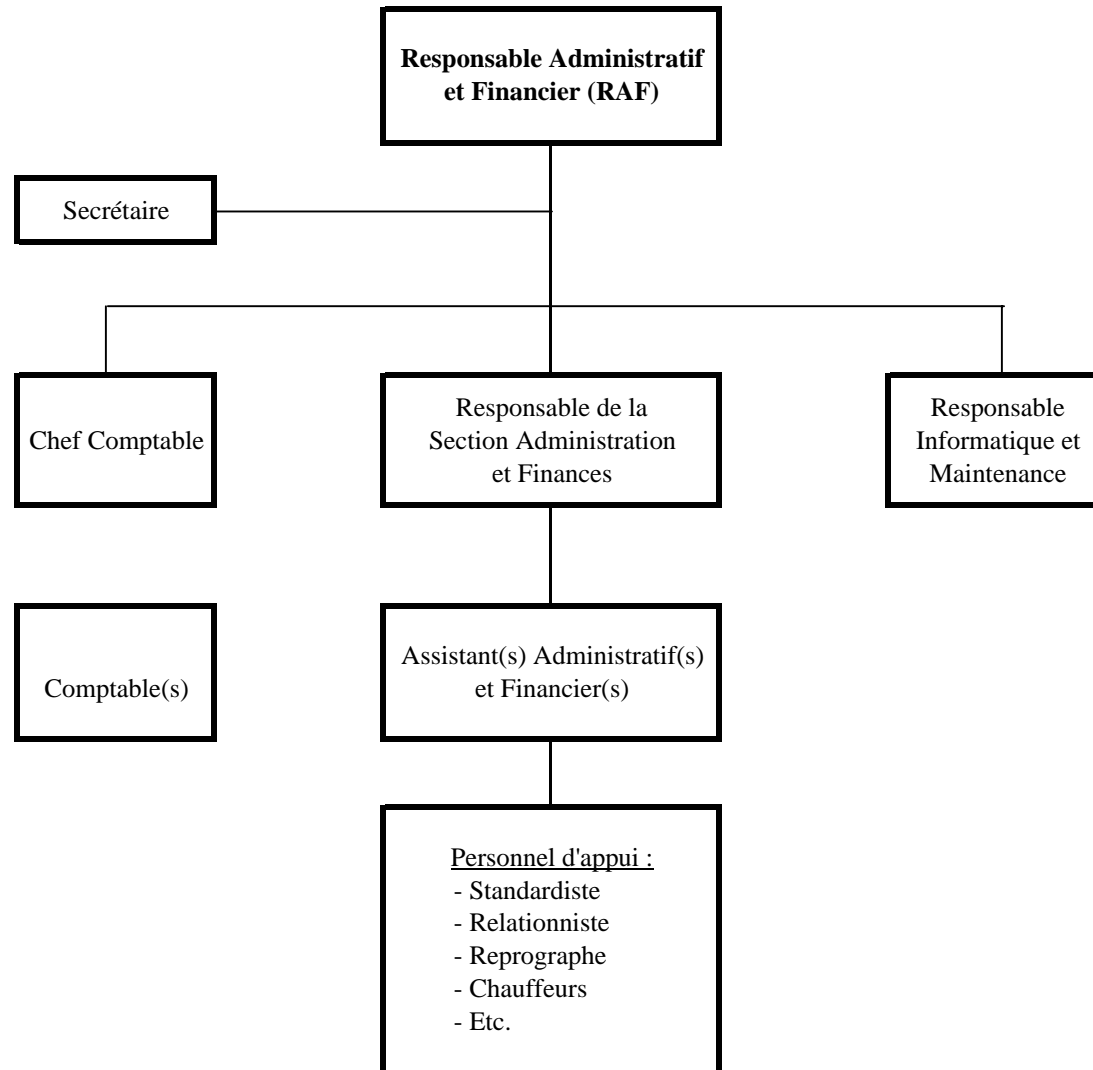 Responsable Administratif
et Financier (RAF)
Secrétaire
Chef Comptable
Responsable de la
Section Administration
et Finances
Responsable
Informatique et
Maintenance
Comptable(s)
Assistant(s) Administratif(s)
et Financier(s)
Personnel d'appui :
- Standardiste
- Relationniste
- Reprographe
- Chauffeurs
- Etc.